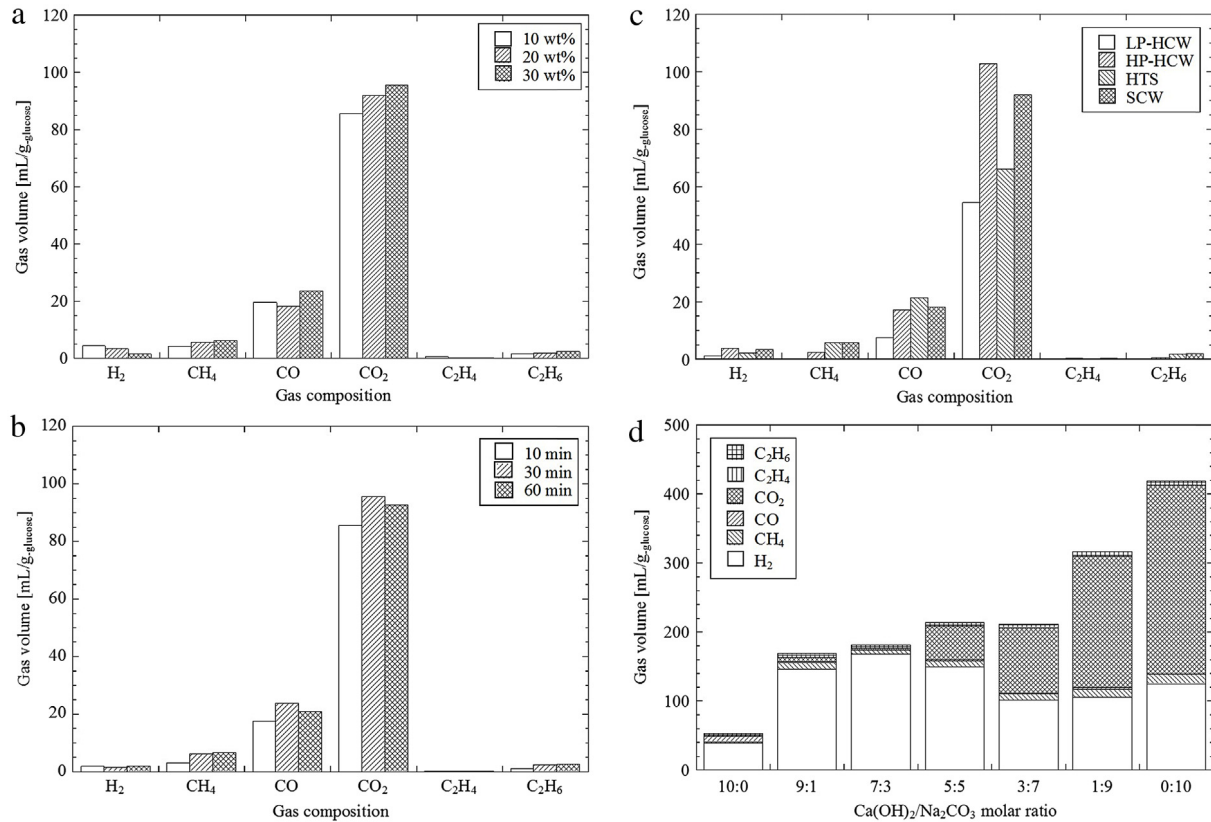 a
120
100
80
60
40
20
0
Gas volume [mL/g-glucose]
10 wt%
20 wt%
30 wt%
H₂ CH₄ CO CO₂ C₂H₄ C₂H₆
Gas composition
c
120
100
80
60
40
20
0
Gas volume [mL/g-glucose]
LP-HCW
HP-HCW
HTS
SCW
H₂ CH₄ CO CO₂ C₂H₄ C₂H₆
Gas composition
b
120
100
80
60
40
20
0
Gas volume [mL/g-glucose]
10 min
30 min
60 min
H₂ CH₄ CO CO₂ C₂H₄ C₂H₆
Gas composition
d
500
400
300
200
100
0
Gas volume [mL/g-glucose]
C₂H₆
C₂H₄
CO₂
CO
CH₄
H₂
10:0 9:1 7:3 5:5 3:7 1:9 0:10
Ca(OH)₂/Na₂CO₃ molar ratio